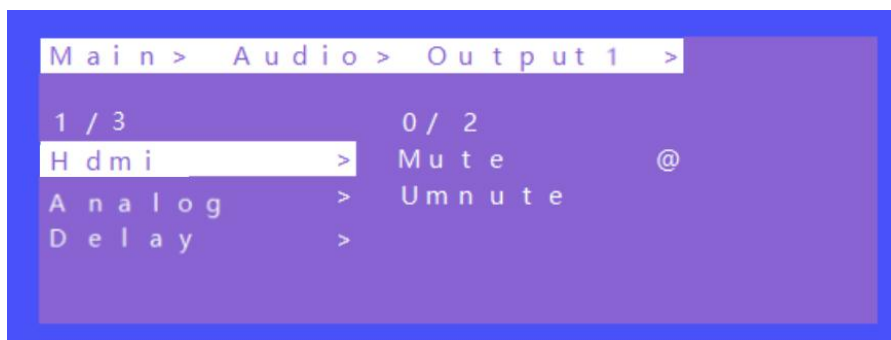 Main> Audio> Output1 >
1/3 0/ 2
Hdmi > Mute @
Analog > Umnute
Delay >